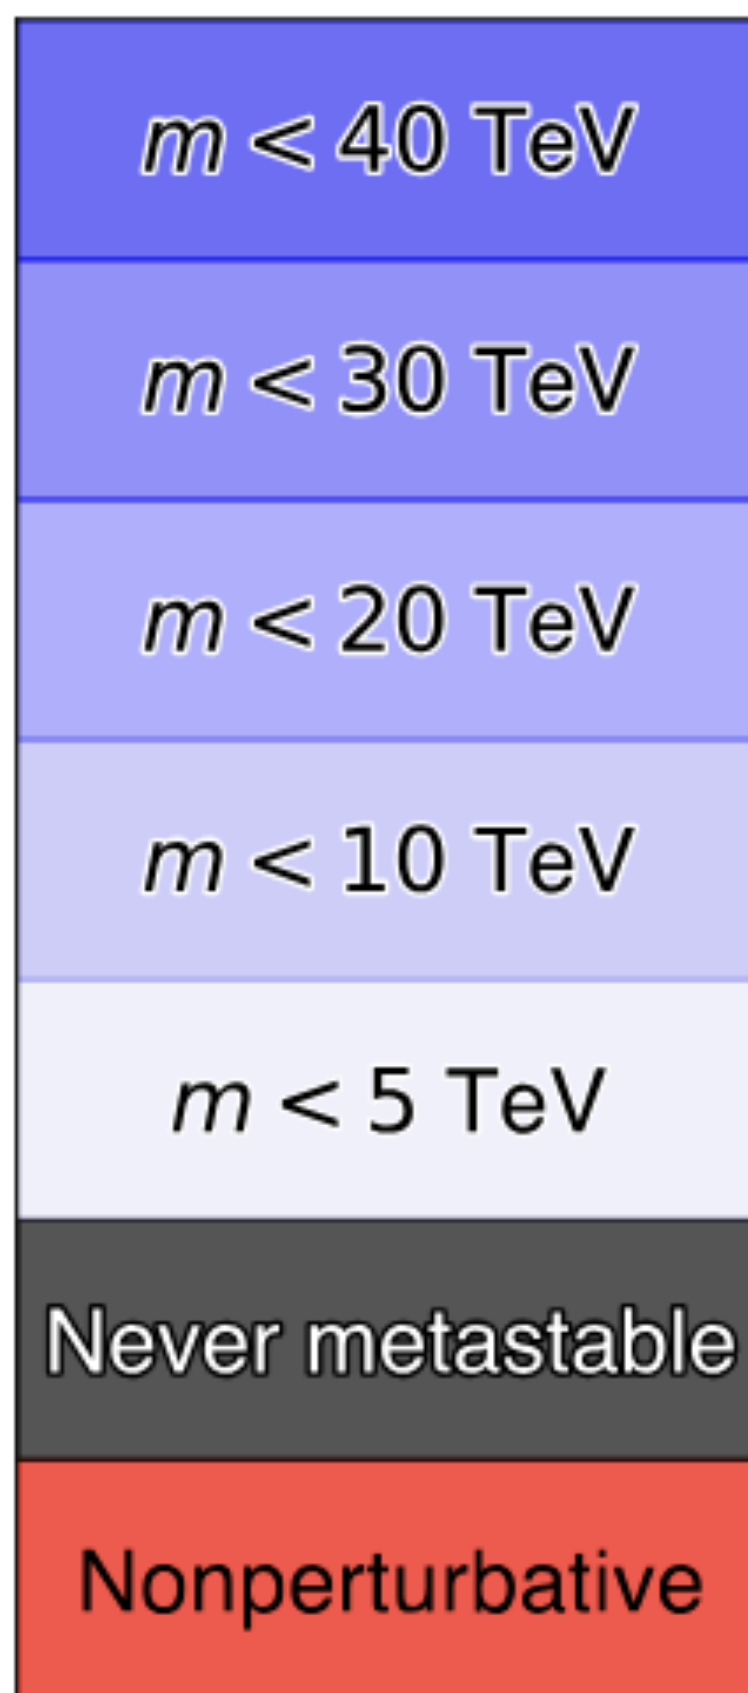 m < 40 TeV
m < 30 TeV
m < 20 TeV
m < 10 TeV
m < 5 TeV
Never metastable
Nonperturbative